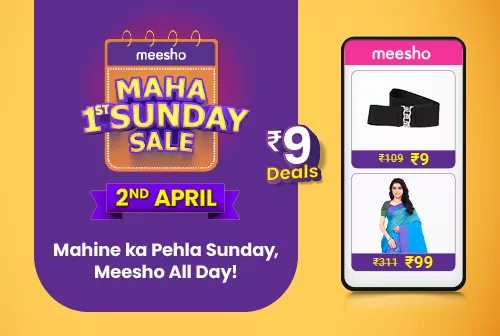 meesho
MAHA
1ST SUNDAY
SALE
2ND APRIL
Mahine ka Pehla Sunday,
Meesho All Day!
₹9
Deals
meesho
₹109 ₹9
₹311 ₹99